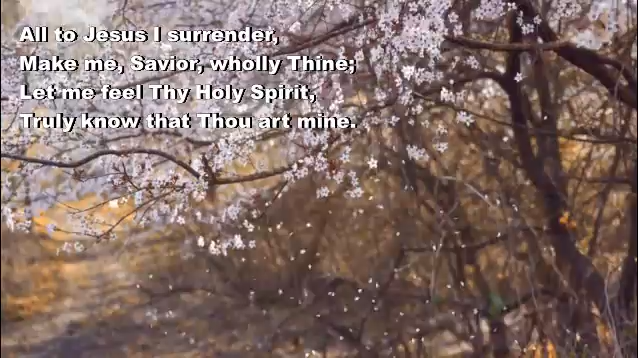 All to Jesus I surrender,
Make me, Savior, wholly Thine;
Let me feel Thy Holy Spirit,
Truly know that Thou art mine.